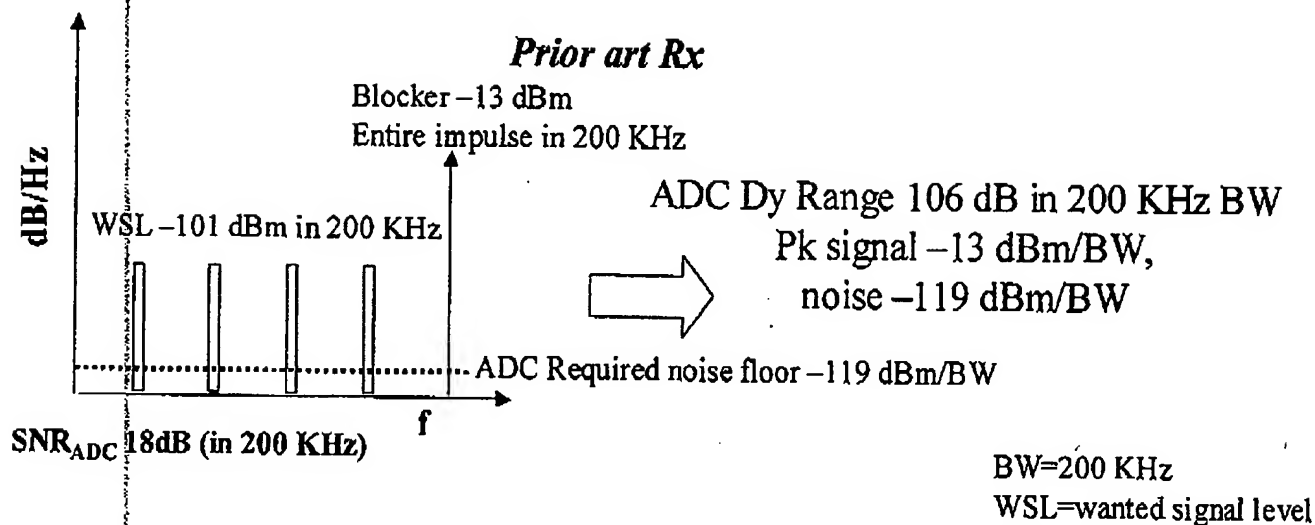 Prior art Rx
Blocker –13 dBm
Entire impulse in 200 KHz
dB/Hz
WSL –101 dBm in 200 KHz
ADC Dy Range 106 dB in 200 KHz BW
Pk signal –13 dBm/BW,
noise –119 dBm/BW
ADC Required noise floor –119 dBm/BW
f
SNR_ADC 18dB (in 200 KHz)
BW=200 KHz
WSL=wanted signal level